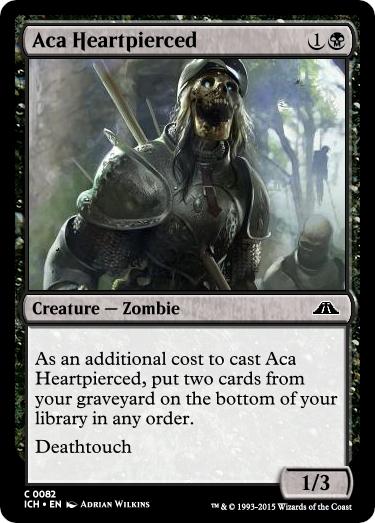 Aca Heartpierced 1
Creature — Zombie
As an additional cost to cast Aca
Heartpierced, put two cards from
your graveyard on the bottom of your
library in any order.
Deathtouch
1/3
C 0082
ICH • EN ADRIAN WILKINS
™ & © 1993-2015 Wizards of the Coast